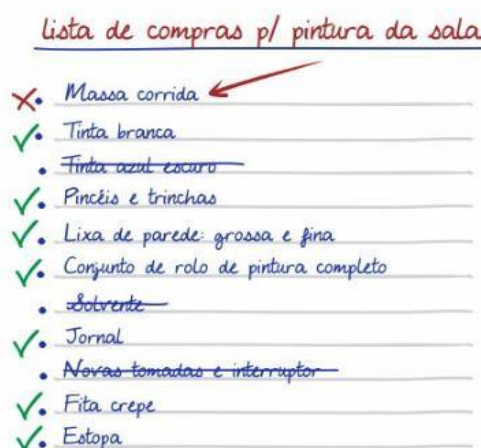 lista de compras p/ pintura da sala
Massa corrida
Tinta branca
Tinta azul escuro
Pincéis e trinchas
Lixa de parede: grossa e fina
Conjunto de rolo de pintura completo
Solvente
Jornal
Novas tomadas e interruptor
Fita crepe
Estopa